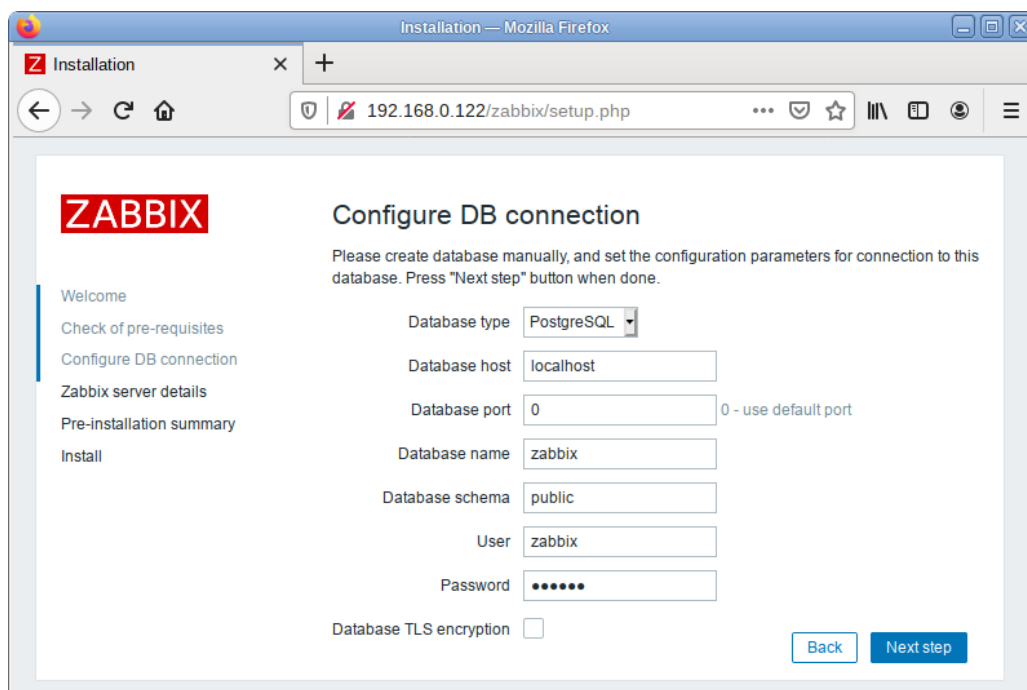 Installation — Mozilla Firefox
Z Installation
192.168.0.122/zabbix/setup.php
ZABBIX
Welcome
Check of pre-requisites
Configure DB connection
Zabbix server details
Pre-installation summary
Install
Configure DB connection
Please create database manually, and set the configuration parameters for connection to this
database. Press "Next step" button when done.
Database type PostgreSQL
Database host localhost
Database port 0 0 - use default port
Database name zabbix
Database schema public
User zabbix
Password ●●●●●●
Database TLS encryption
Back Next step